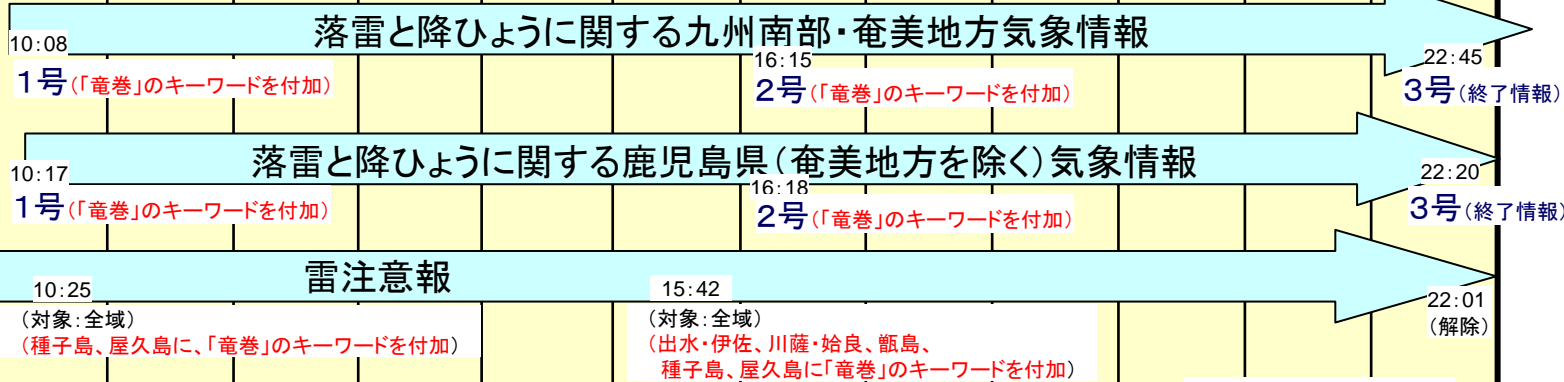 落雷と降ひょうに関する九州南部・奄美地方気象情報
10:08
1号(「竜巻」のキーワードを付加)
16:15
2号(「竜巻」のキーワードを付加)
22:45
3号(終了情報)
落雷と降ひょうに関する鹿児島県(奄美地方を除く)気象情報
10:17
1号(「竜巻」のキーワードを付加)
16:18
2号(「竜巻」のキーワードを付加)
22:20
3号(終了情報)
雷注意報
10:25
(対象:全域)
(種子島、屋久島に、「竜巻」のキーワードを付加)
15:42
(対象:全域)
(出水・伊佐、川薩・姶良、甑島、
種子島、屋久島に「竜巻」のキーワードを付加)
22:01
(解除)